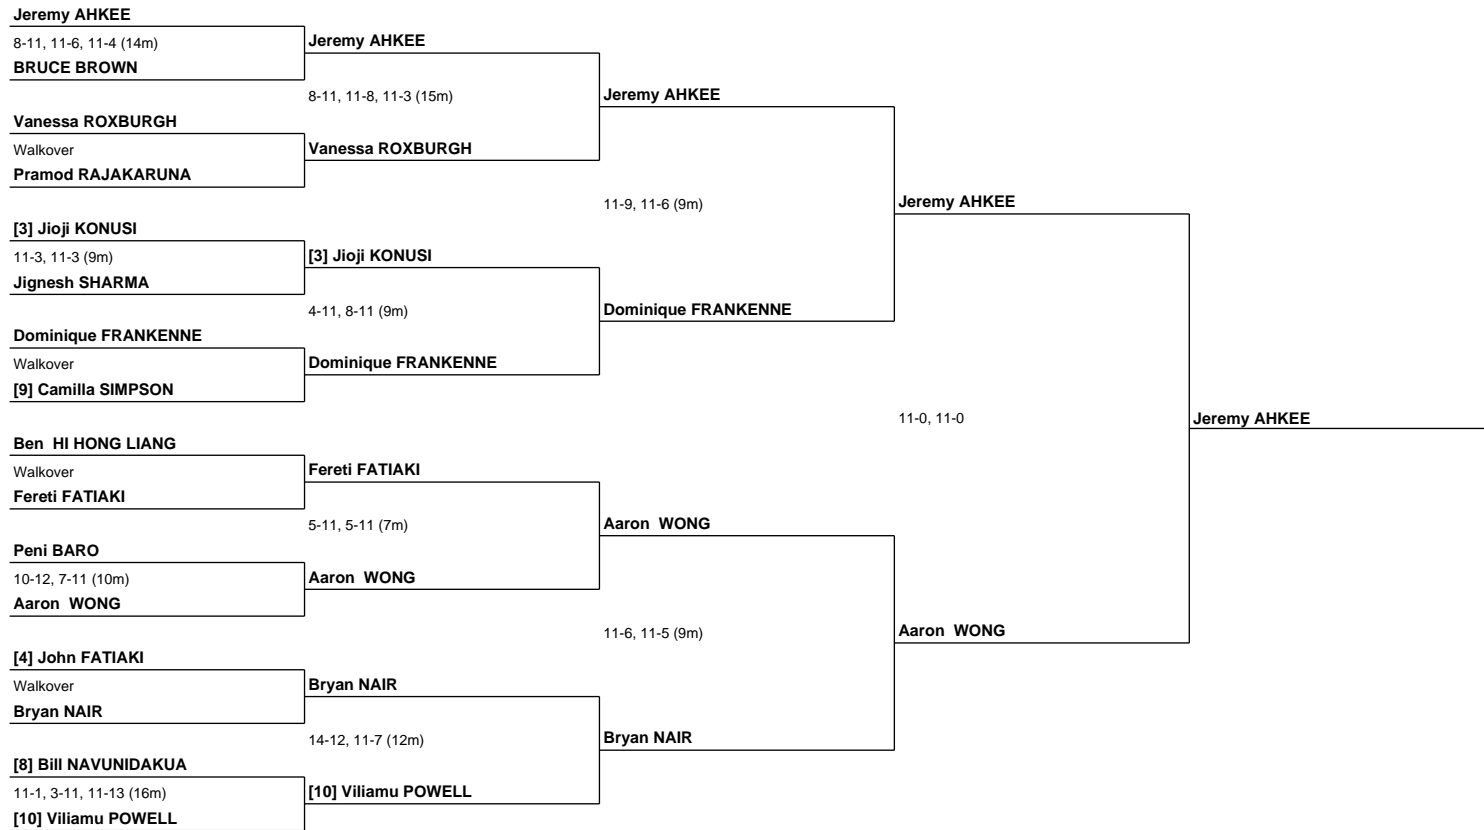 Jeremy AHKEE
8-11, 11-6, 11-4 (14m)
BRUCE BROWN
Vanessa ROXBURGH
Walkover
Pramod RAJAKARUNA
[3] Jioji KONUSI
11-3, 11-3 (9m)
Jignesh SHARMA
Dominique FRANKENNE
Walkover
[9] Camilla SIMPSON
Ben  HI HONG LIANG
Walkover
Fereti FATIAKI
Peni BARO
10-12, 7-11 (10m)
Aaron  WONG
[4] John FATIAKI
Walkover
Bryan NAIR
[8] Bill NAVUNIDAKUA
11-1, 3-11, 11-13 (16m)
[10] Viliamu POWELL
Jeremy AHKEE
8-11, 11-8, 11-3 (15m)
Vanessa ROXBURGH
[3] Jioji KONUSI
4-11, 8-11 (9m)
Dominique FRANKENNE
Fereti FATIAKI
5-11, 5-11 (7m)
Aaron  WONG
Bryan NAIR
14-12, 11-7 (12m)
[10] Viliamu POWELL
Jeremy AHKEE
11-9, 11-6 (9m)
Dominique FRANKENNE
Aaron  WONG
11-6, 11-5 (9m)
Bryan NAIR
Jeremy AHKEE
11-0, 11-0
Aaron  WONG
Jeremy AHKEE